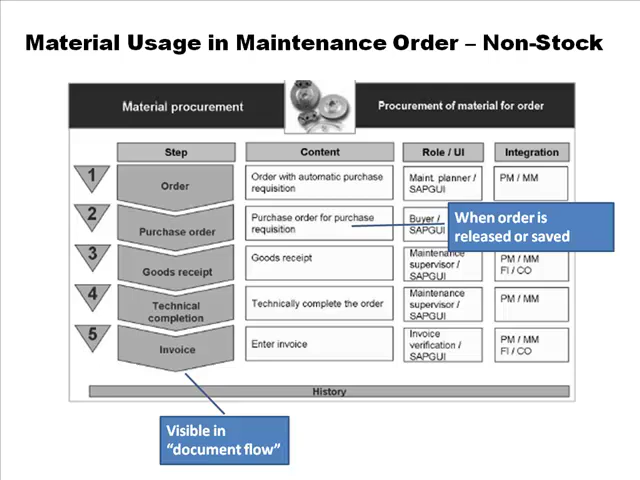 Material Usage in Maintenance Order – Non-Stock
Material procurement
Procurement of material for order
Step
Content
Role / UI
Integration
1
Order
Order with automatic purchase
requisition
Maint. planner /
SAPGUI
PM / MM
2
Purchase order
Purchase order for purchase
requisition
Buyer /
SAPGUI
When order is
released or saved
3
Goods receipt
Goods receipt
Maintenance
supervisor /
SAPGUI
PM / MM
FI / CO
4
Technical
completion
Technically complete the order
Maintenance
supervisor /
SAPGUI
PM / MM
5
Invoice
Enter invoice
Invoice
verification /
SAPGUI
PM / MM
FI / CO
History
Visible in
“document flow”